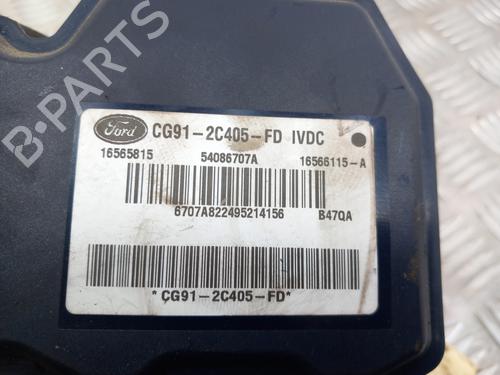 B-PARTS
Ford CG91-2C405-FD IVDC
16565815 54086707A 16566115-A
6707A822495214156 B47QA
*CG91-2C405-FD*